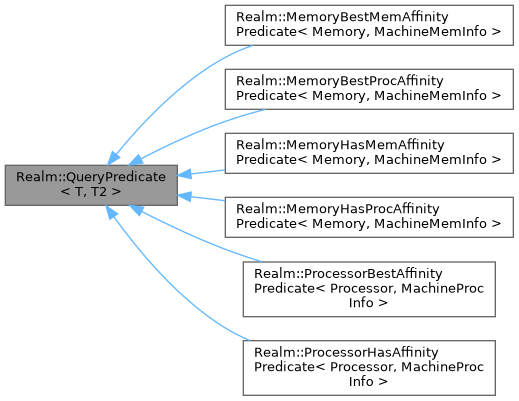 Realm::MemoryBestMemAffinity
Predicate< Memory, MachineMemInfo >
Realm::MemoryBestProcAffinity
Predicate< Memory, MachineMemInfo >
Realm::MemoryHasMemAffinity
Predicate< Memory, MachineMemInfo >
Realm::QueryPredicate
< T, T2 >
Realm::MemoryHasProcAffinity
Predicate< Memory, MachineMemInfo >
Realm::ProcessorBestAffinity
Predicate< Processor, MachineProc
Info >
Realm::ProcessorHasAffinity
Predicate< Processor, MachineProc
Info >